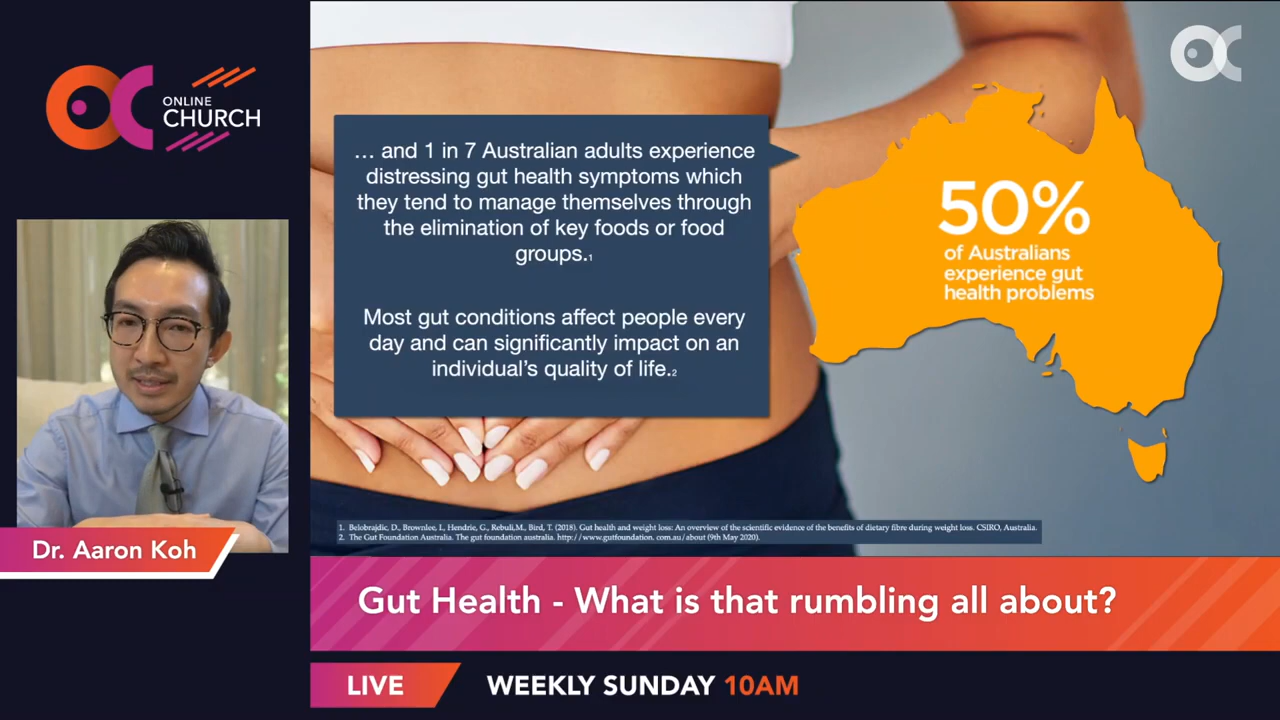 ONLINE
CHURCH
… and 1 in 7 Australian adults experience
distressing gut health symptoms which
they tend to manage themselves through
the elimination of key foods or food
groups.1
Most gut conditions affect people every
day and can significantly impact on an
individual's quality of life.2
50%
of Australians
experience gut
health problems
1. Belobrajdic, D., Brownlee, I., Hendrie, G., Rebuli,M., Bird, T. (2018). Gut health and weight loss: An overview of the scientific evidence of the benefits of dietary fibre during weight loss. CSIRO, Australia.
2. The Gut Foundation Australia. The gut foundation australia. http://www.gutfoundation. com.au/about (9th May 2020).
Dr. Aaron Koh
Gut Health - What is that rumbling all about?
LIVE
WEEKLY SUNDAY 10AM